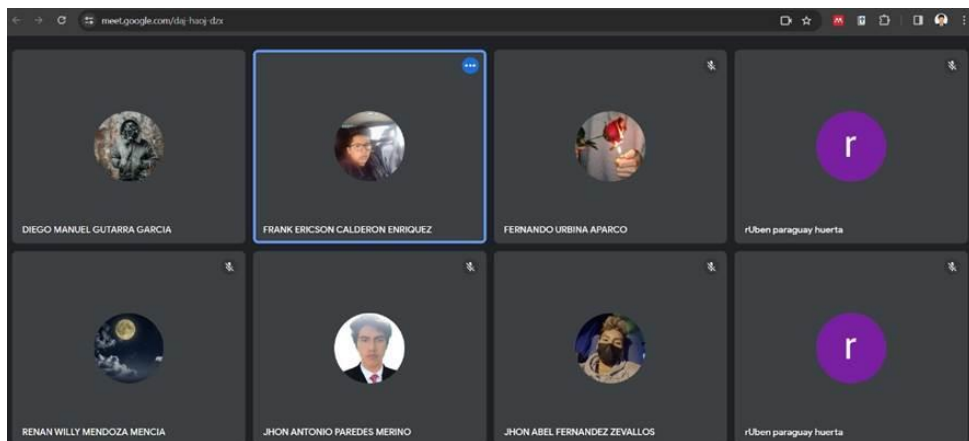 meet.google.com/daj-haoj-dzx
r
DIEGO MANUEL GUTARRA GARCIA
FRANK ERICSON CALDERON ENRIQUEZ
FERNANDO URBINA APARCO
rUben paraguay huerta
r
RENAN WILLY MENDOZA MENCIA
JHON ANTONIO PAREDES MERINO
JHON ABEL FERNANDEZ ZEVALLOS
rUben paraguay huerta